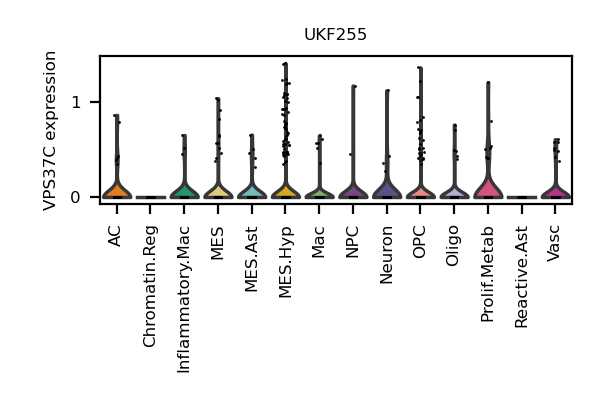 UKF255
VPS37C expression
1
0
AC
Chromatin.Reg
Inflammatory.Mac
MES
MES.Ast
MES.Hyp
Mac
NPC
Neuron
OPC
Oligo
Prolif.Metab
Reactive.Ast
Vasc